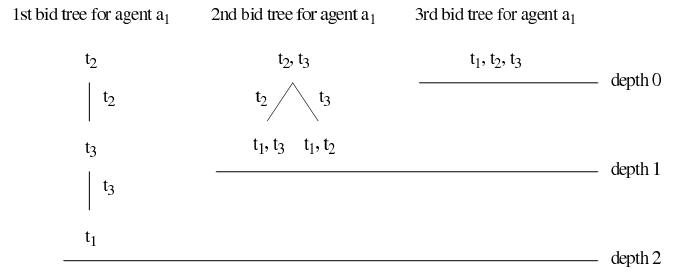 1st bid tree for agent a₁ 2nd bid tree for agent a₁ 3rd bid tree for agent a₁
t₂ t₂, t₃ t₁, t₂, t₃
depth 0
t₂ t₂ t₃
t₃ t₁, t₃ t₁, t₂
depth 1
t₃
t₁
depth 2